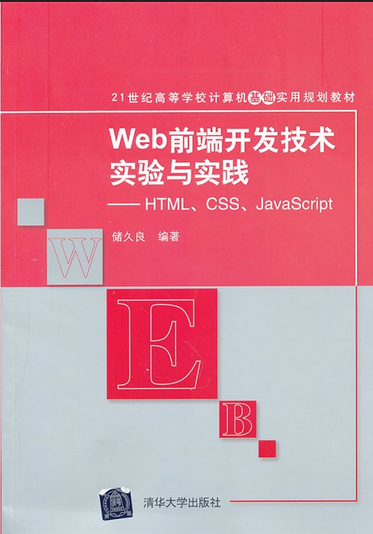 21世纪高等学校计算机基础实用规划教材
Web前端开发技术
实验与实践
——HTML、CSS、JavaScript
储久良 编著
W
E
B
清华大学出版社